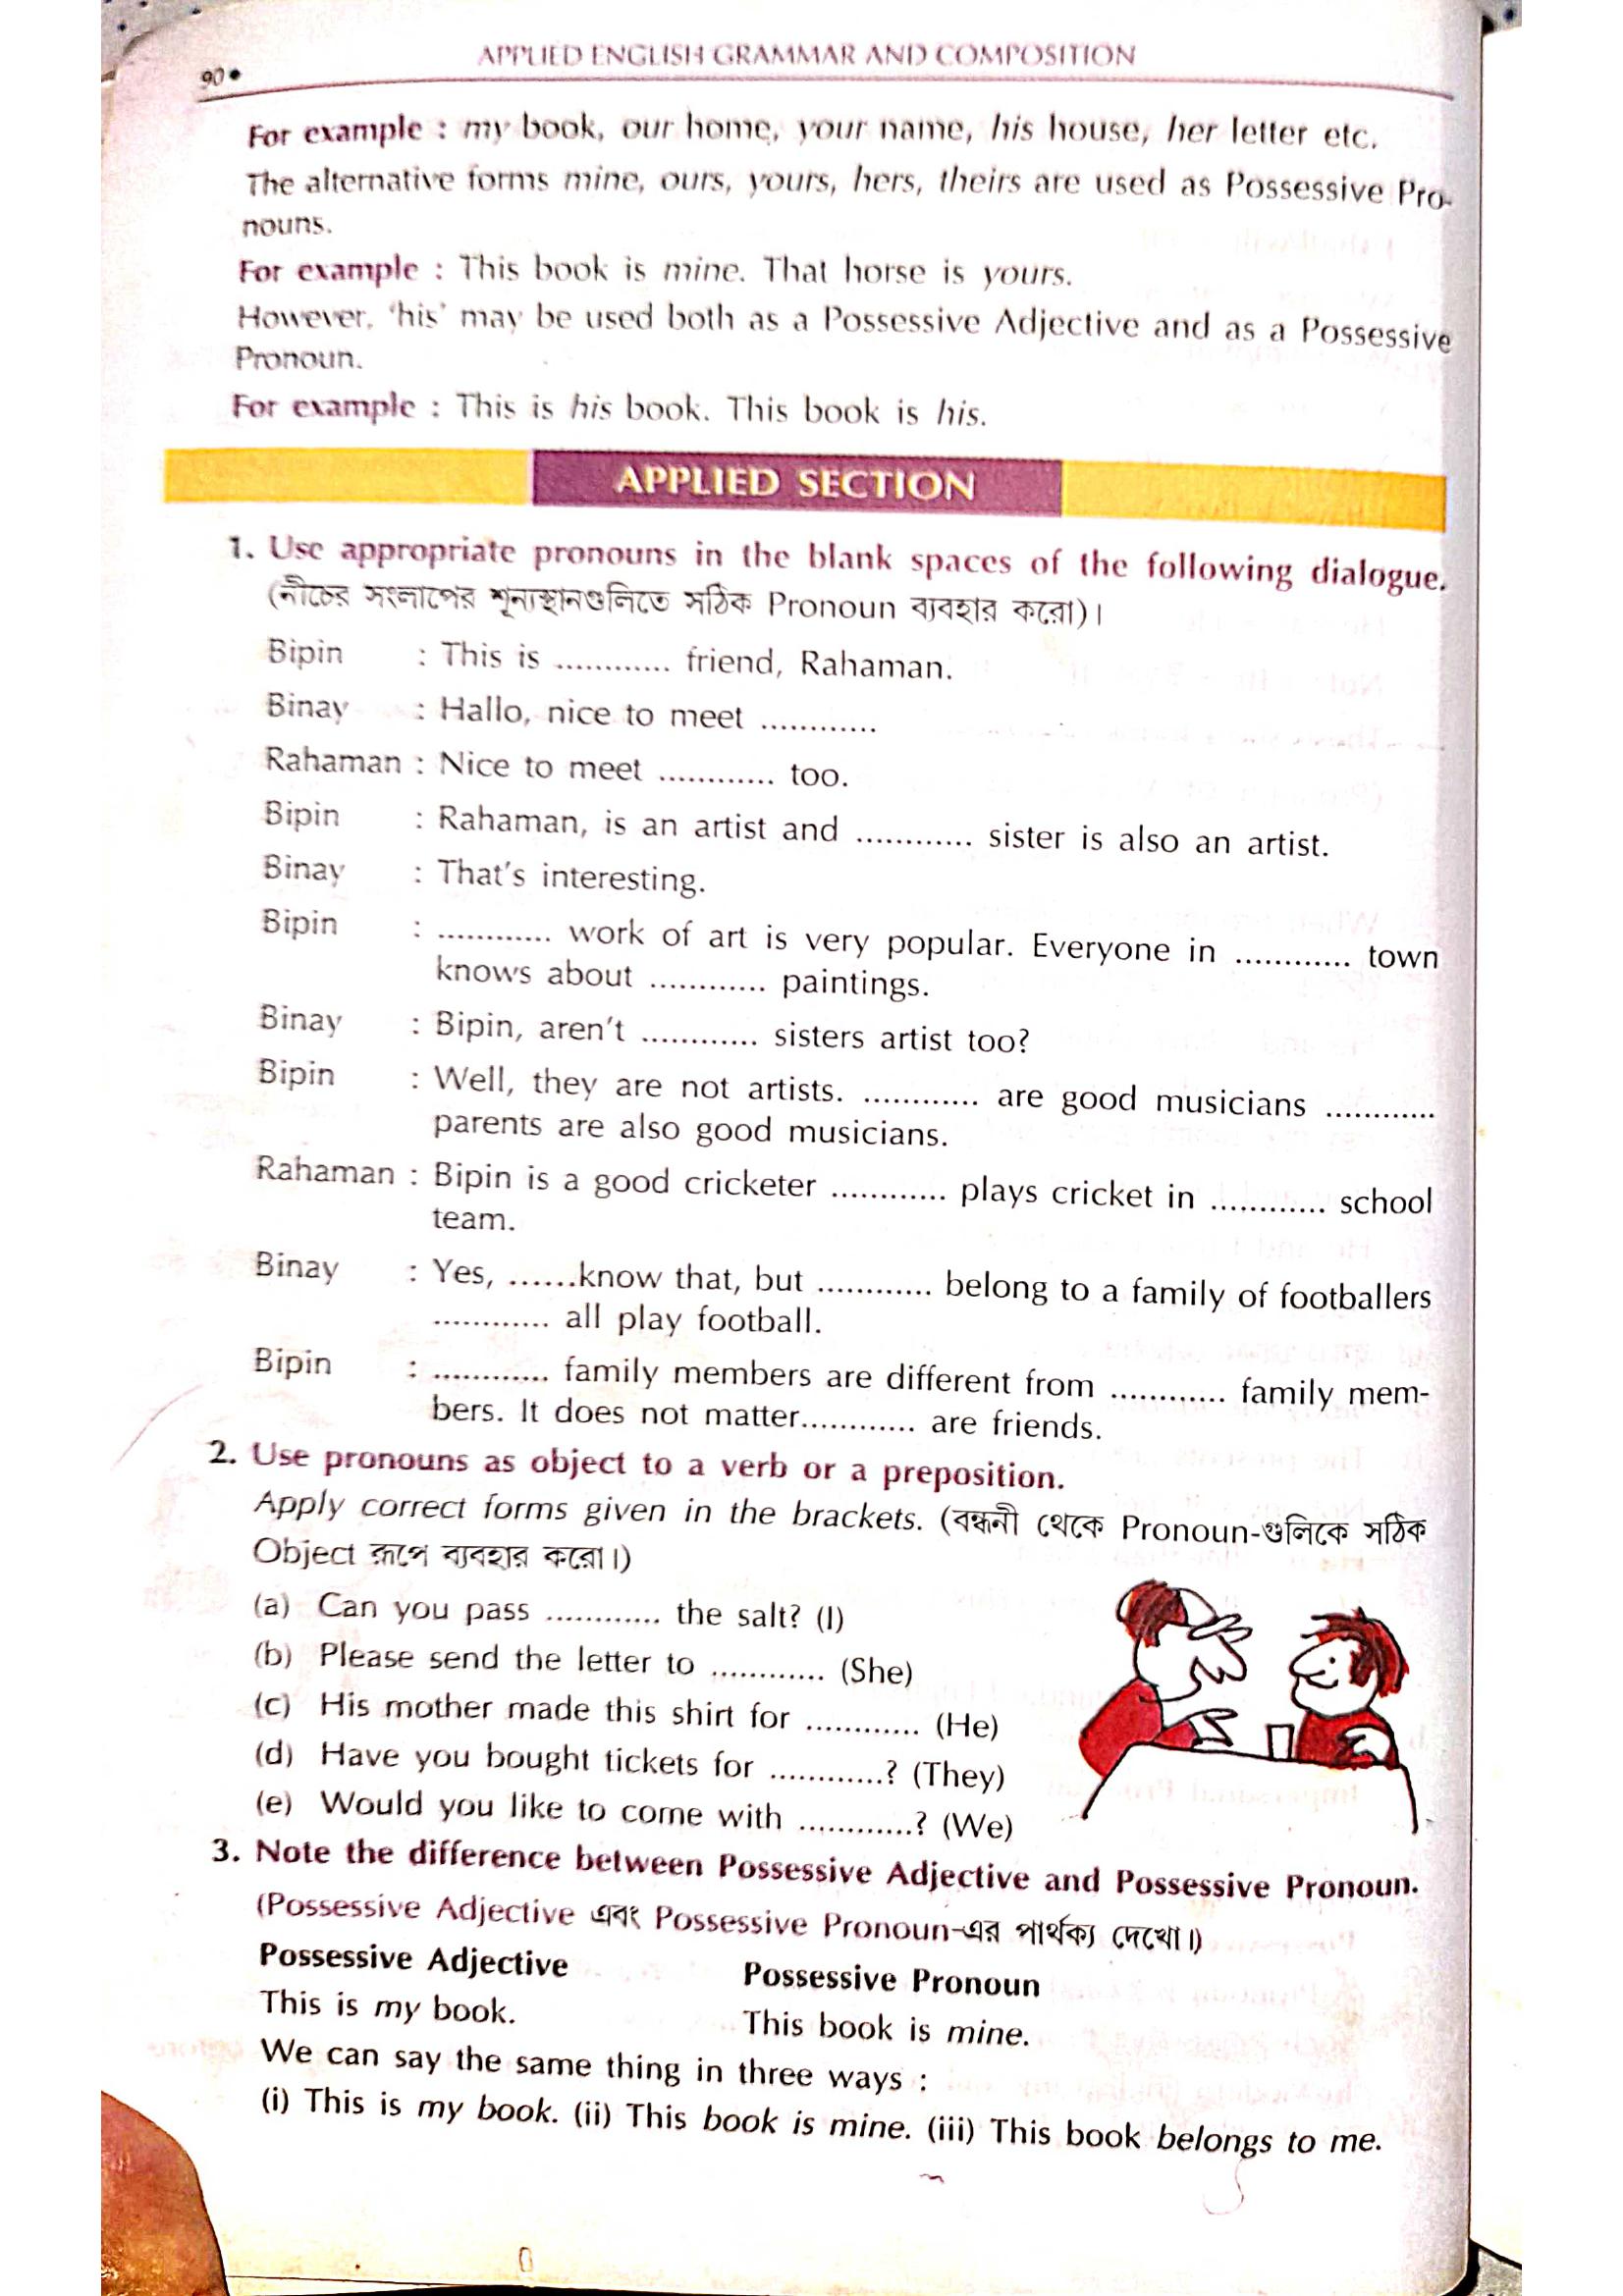 APPLIED ENGLISH GRAMMAR AND COMPOSITION
90•
For example : my book, our home, your name, his house, her letter etc.
The alternative forms mine, ours, yours, hers, theirs are used as Possessive Pro-
nouns.
For example : This book is mine. That horse is yours.
However, 'his' may be used both as a Possessive Adjective and as a Possessive
Pronoun.
For example : This is his book. This book is his.
APPLIED SECTION
1. Use appropriate pronouns in the blank spaces of the following dialogue.
(নীচের সংলাপের শূন্যস্থানগুলিতে সঠিক Pronoun ব্যবহার করো)।
Bipin : This is ............ friend, Rahaman.
Binay : Hallo, nice to meet ............
Rahaman : Nice to meet ............ too.
Bipin : Rahaman, is an artist and ............ sister is also an artist.
Binay : That's interesting.
Bipin : ............ work of art is very popular. Everyone in ............ town
knows about ............ paintings.
Binay : Bipin, aren't ............ sisters artist too?
Bipin : Well, they are not artists. ............ are good musicians ............
parents are also good musicians.
Rahaman : Bipin is a good cricketer ............ plays cricket in ............ school
team.
Binay : Yes, ......know that, but ............ belong to a family of footballers
............ all play football.
Bipin : ............ family members are different from ............ family mem-
bers. It does not matter............ are friends.
2. Use pronouns as object to a verb or a preposition.
Apply correct forms given in the brackets. (বন্ধনী থেকে Pronoun-গুলিকে সঠিক
Object রূপে ব্যবহার করো।)
(a) Can you pass ............ the salt? (I)
(b) Please send the letter to ............ (She)
(c) His mother made this shirt for ............ (He)
(d) Have you bought tickets for ............? (They)
(e) Would you like to come with ............? (We)
3. Note the difference between Possessive Adjective and Possessive Pronoun.
(Possessive Adjective এবং Possessive Pronoun-এর পার্থক্য দেখো।)
Possessive Adjective Possessive Pronoun
This is my book. This book is mine.
We can say the same thing in three ways :
(i) This is my book. (ii) This book is mine. (iii) This book belongs to me.